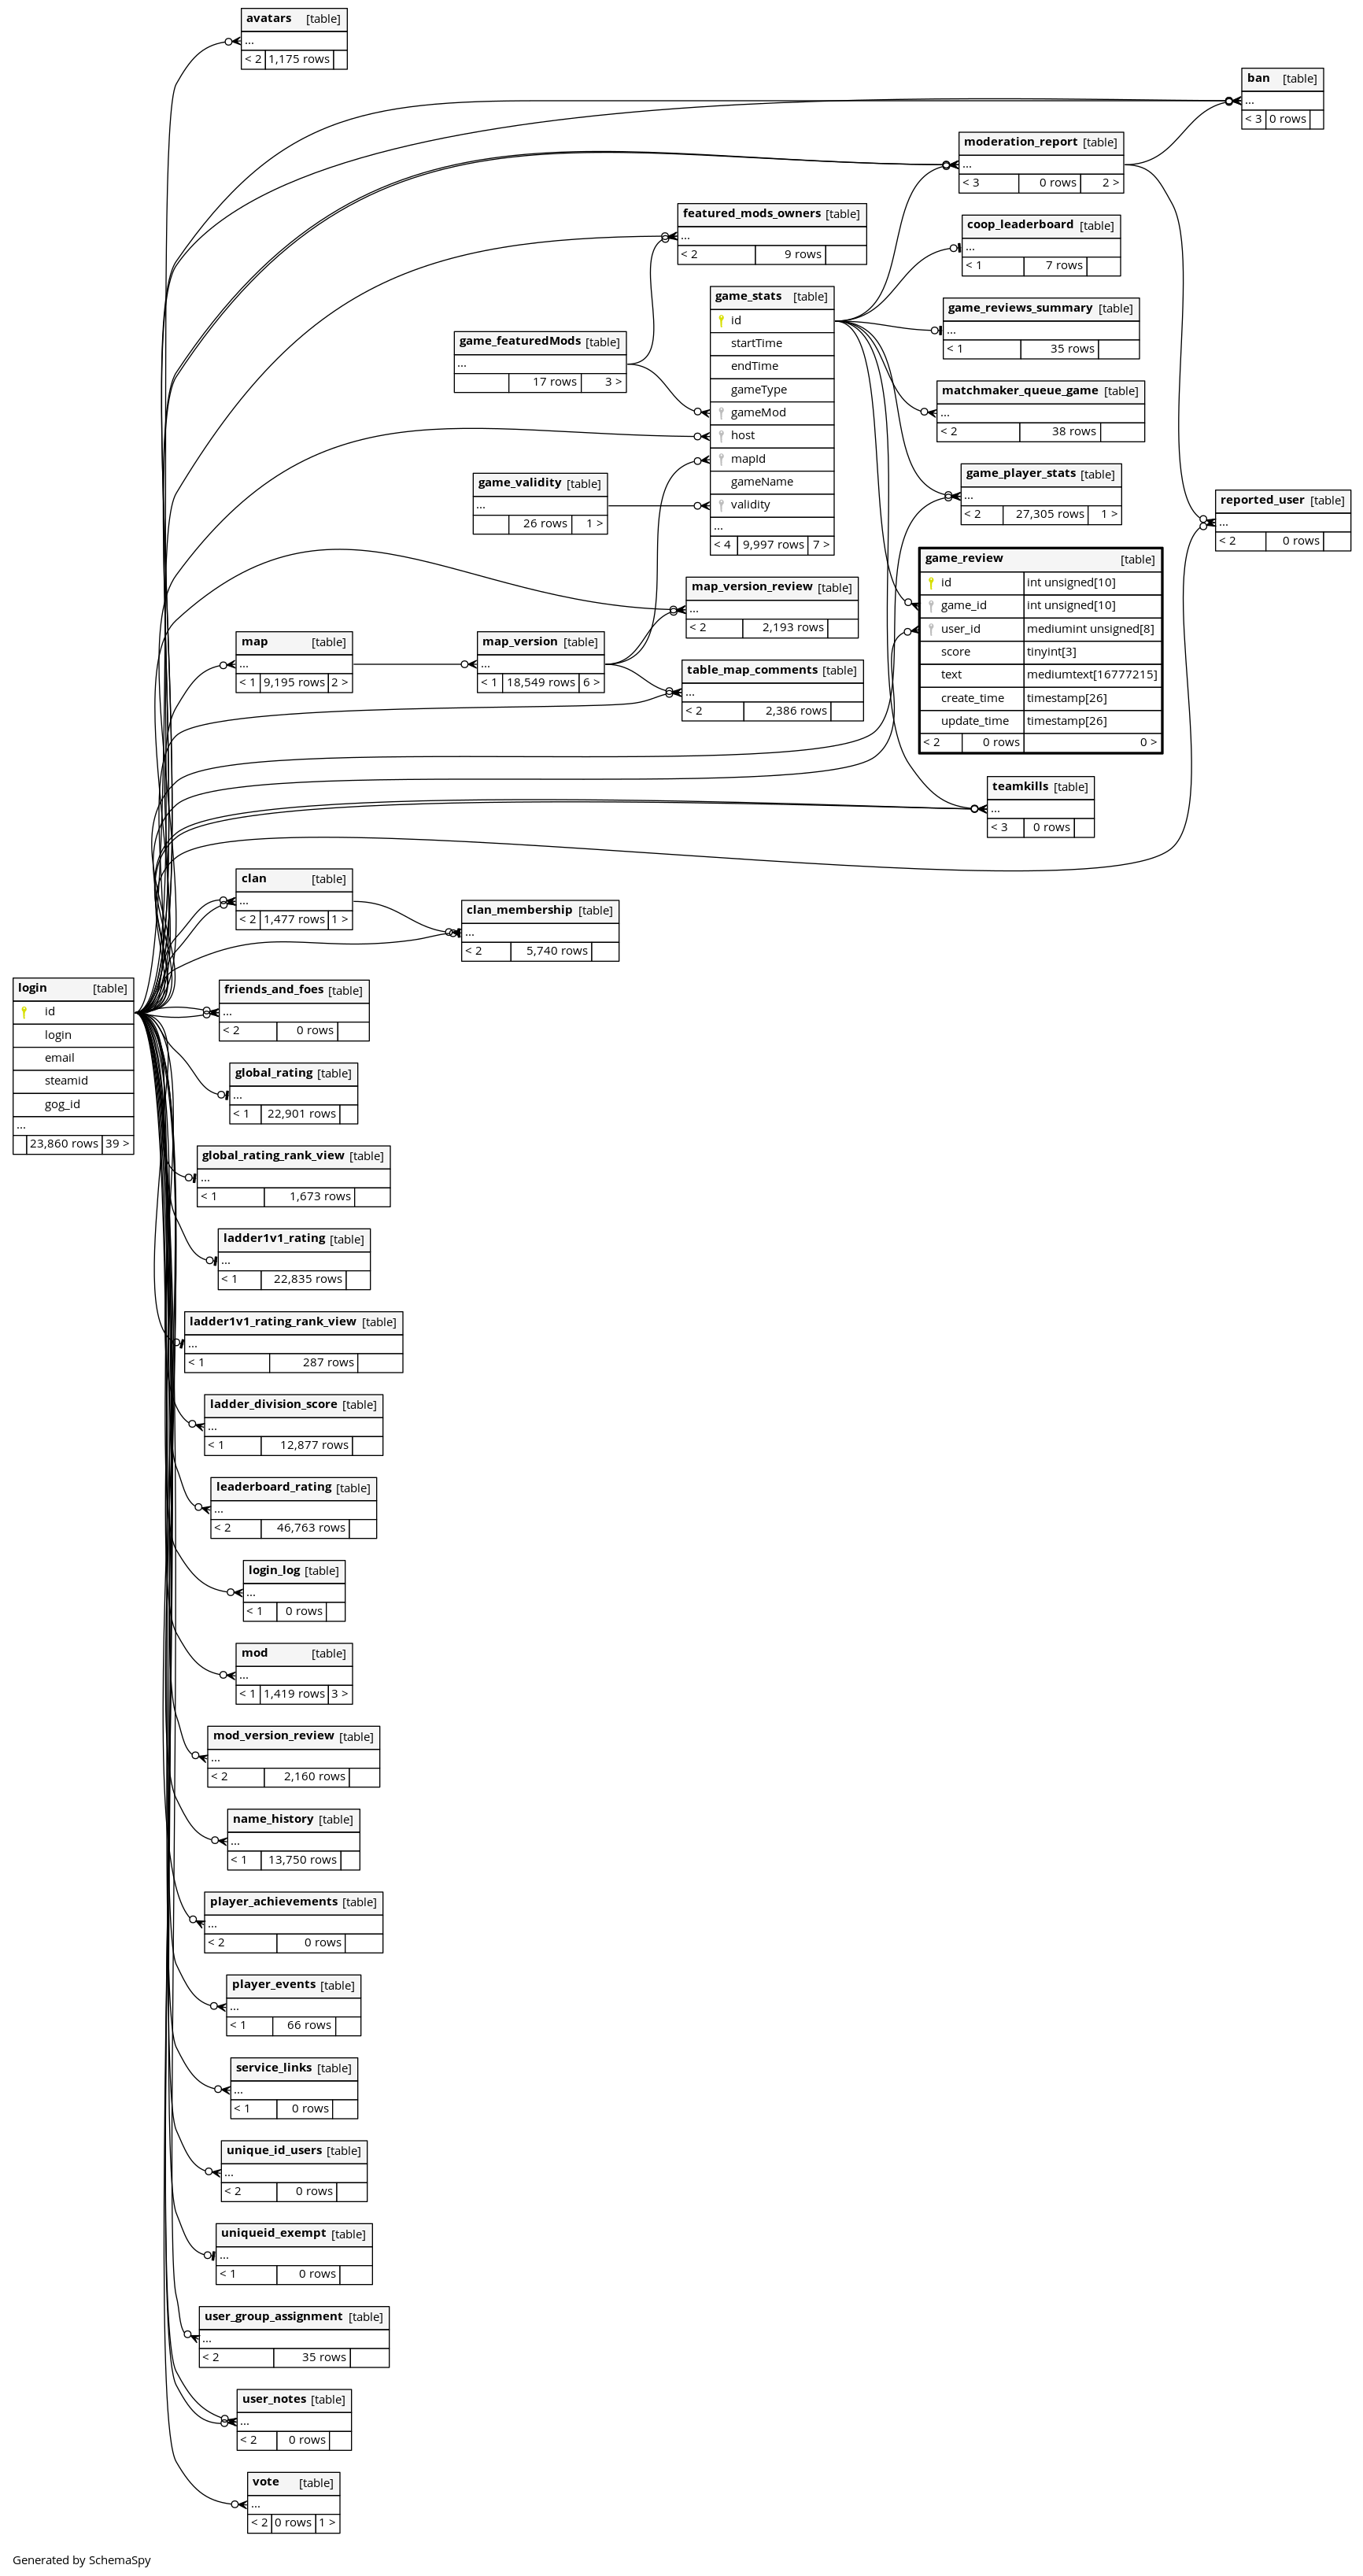 avatars [table]
...
< 2 1,175 rows
ban [table]
...
< 3 0 rows
moderation_report [table]
...
< 3 0 rows 2 >
featured_mods_owners [table]
...
< 2 9 rows
coop_leaderboard [table]
...
< 1 7 rows
game_stats [table]
id
startTime
endTime
gameType
gameMod
host
mapId
gameName
validity
...
< 4 9,997 rows 7 >
game_reviews_summary [table]
...
< 1 35 rows
game_featuredMods [table]
...
17 rows 3 >
matchmaker_queue_game [table]
...
< 2 38 rows
game_validity [table]
...
26 rows 1 >
game_player_stats [table]
...
< 2 27,305 rows 1 >
reported_user [table]
...
< 2 0 rows
game_review [table]
id int unsigned[10]
game_id int unsigned[10]
user_id mediumint unsigned[8]
score tinyint[3]
text mediumtext[16777215]
create_time timestamp[26]
update_time timestamp[26]
< 2 0 rows 0 >
map_version_review [table]
...
< 2 2,193 rows
map [table]
...
< 1 9,195 rows 2 >
map_version [table]
...
< 1 18,549 rows 6 >
table_map_comments [table]
...
< 2 2,386 rows
teamkills [table]
...
< 3 0 rows
clan [table]
...
< 2 1,477 rows 1 >
clan_membership [table]
...
< 2 5,740 rows
login [table]
id
login
email
steamid
gog_id
...
23,860 rows 39 >
friends_and_foes [table]
...
< 2 0 rows
global_rating [table]
...
< 1 22,901 rows
global_rating_rank_view [table]
...
< 1 1,673 rows
ladder1v1_rating [table]
...
< 1 22,835 rows
ladder1v1_rating_rank_view [table]
...
< 1 287 rows
ladder_division_score [table]
...
< 1 12,877 rows
leaderboard_rating [table]
...
< 2 46,763 rows
login_log [table]
...
< 1 0 rows
mod [table]
...
< 1 1,419 rows 3 >
mod_version_review [table]
...
< 2 2,160 rows
name_history [table]
...
< 1 13,750 rows
player_achievements [table]
...
< 2 0 rows
player_events [table]
...
< 1 66 rows
service_links [table]
...
< 1 0 rows
unique_id_users [table]
...
< 2 0 rows
uniqueid_exempt [table]
...
< 1 0 rows
user_group_assignment [table]
...
< 2 35 rows
user_notes [table]
...
< 2 0 rows
vote [table]
...
< 2 0 rows 1 >
Generated by SchemaSpy